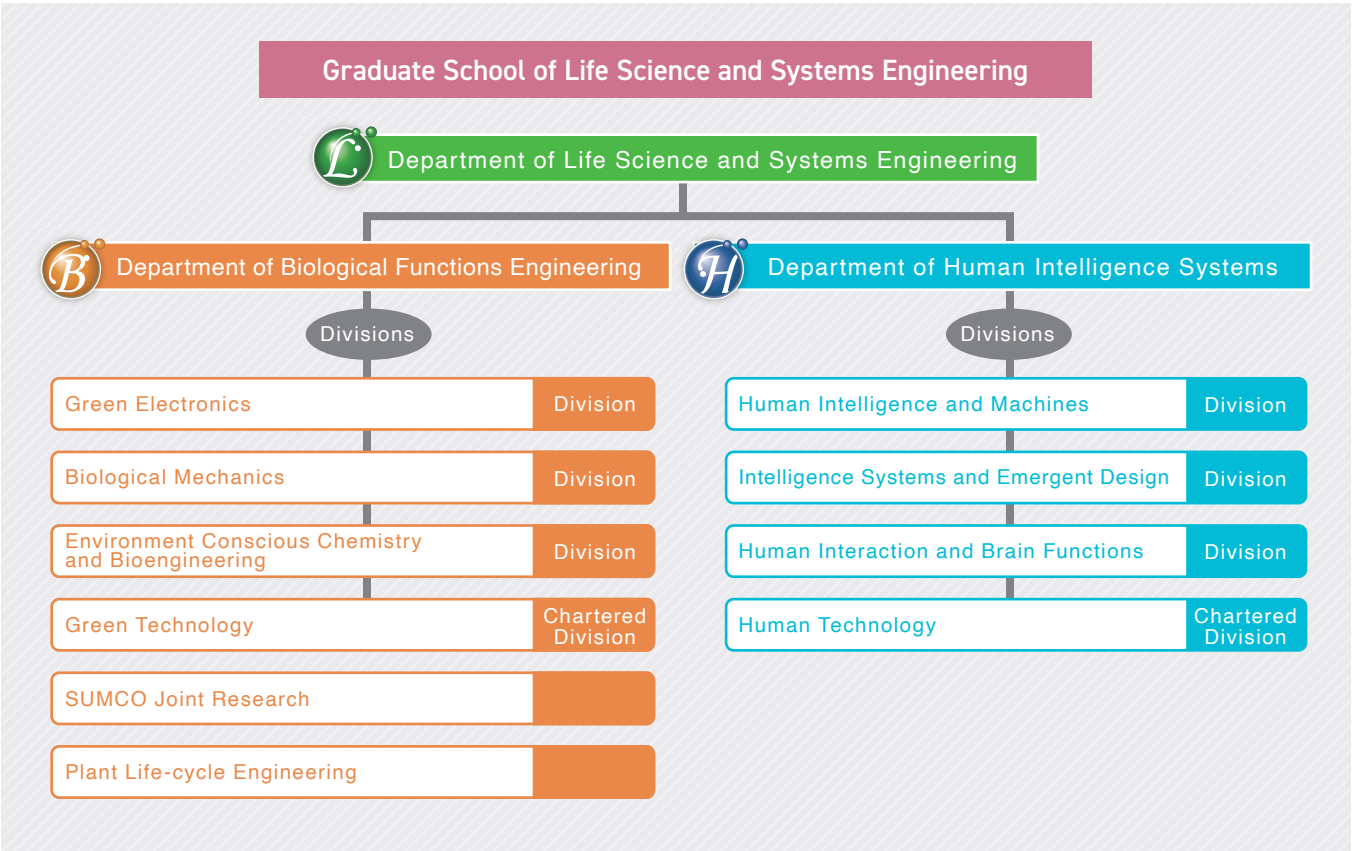 Graduate School of Life Science and Systems Engineering
L Department of Life Science and Systems Engineering
B Department of Biological Functions Engineering
Divisions
Green Electronics Division
Biological Mechanics Division
Environment Conscious Chemistry
and Bioengineering
Division
Green Technology
Chartered
Division
SUMCO Joint Research
Plant Life-cycle Engineering
H Department of Human Intelligence Systems
Divisions
Human Intelligence and Machines Division
Intelligence Systems and Emergent Design Division
Human Interaction and Brain Functions Division
Human Technology
Chartered
Division